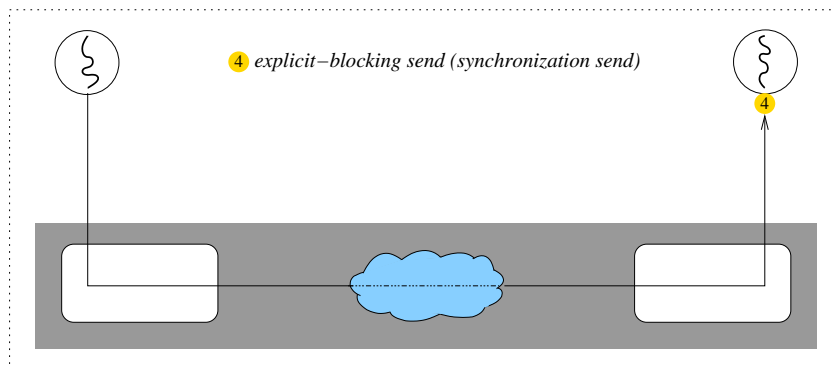 4 explicit−blocking send (synchronization send)
4